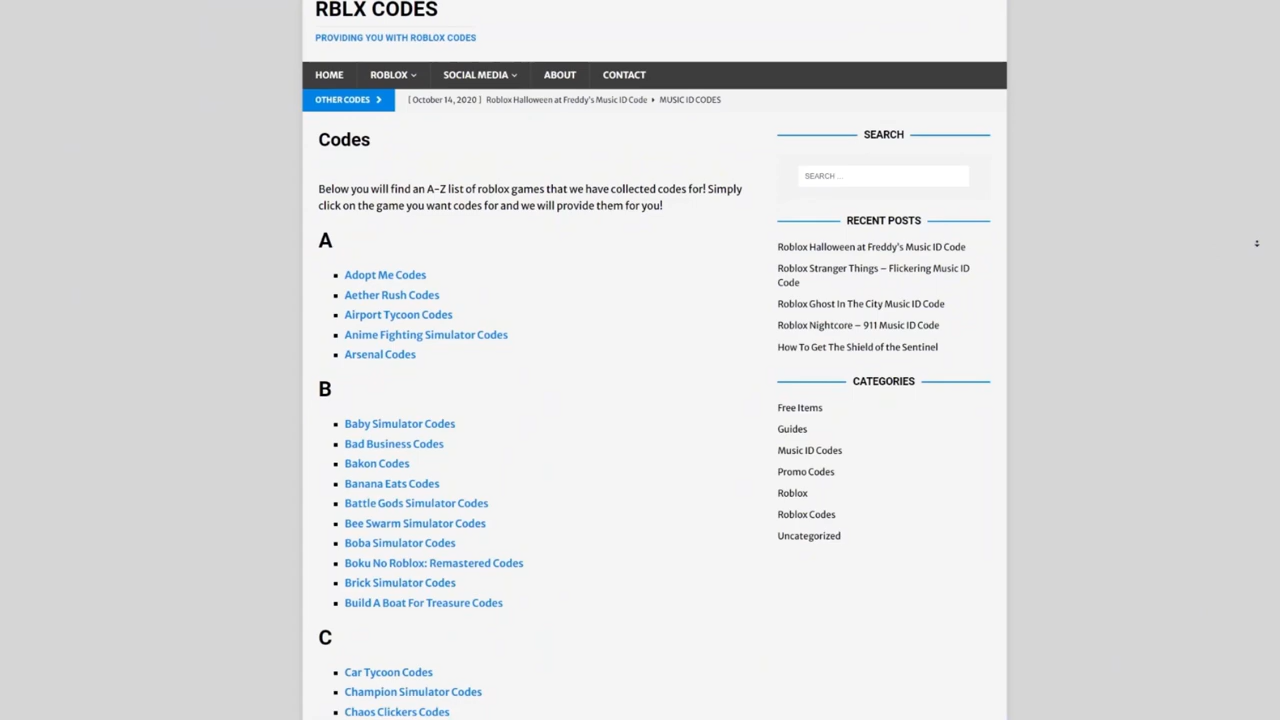 RBLX CODES
PROVIDING YOU WITH ROBLOX CODES
HOME ROBLOX SOCIAL MEDIA ABOUT CONTACT
OTHER CODES [ October 14, 2020 ] Roblox Halloween at Freddy's Music ID Code MUSIC ID CODES
Codes
Below you will find an A-Z list of roblox games that we have collected codes for! Simply
click on the game you want codes for and we will provide them for you!
A
Adopt Me Codes
Aether Rush Codes
Airport Tycoon Codes
Anime Fighting Simulator Codes
Arsenal Codes
B
Baby Simulator Codes
Bad Business Codes
Bakon Codes
Banana Eats Codes
Battle Gods Simulator Codes
Bee Swarm Simulator Codes
Boba Simulator Codes
Boku No Roblox: Remastered Codes
Brick Simulator Codes
Build A Boat For Treasure Codes
C
Car Tycoon Codes
Champion Simulator Codes
Chaos Clickers Codes
SEARCH
SEARCH ...
RECENT POSTS
Roblox Halloween at Freddy's Music ID Code
Roblox Stranger Things – Flickering Music ID
Code
Roblox Ghost In The City Music ID Code
Roblox Nightcore – 911 Music ID Code
How To Get The Shield of the Sentinel
CATEGORIES
Free Items
Guides
Music ID Codes
Promo Codes
Roblox
Roblox Codes
Uncategorized